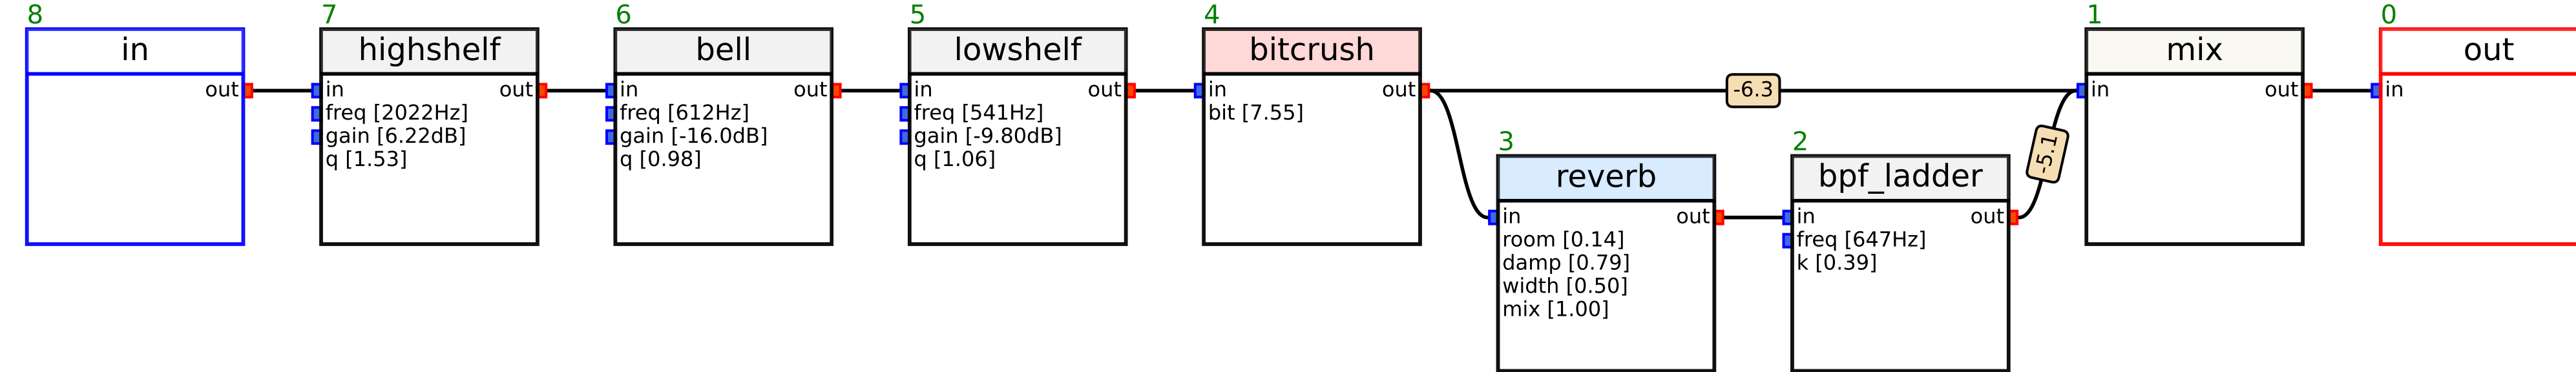 8
in
out
7
highshelf
in out
freq [2022Hz]
gain [6.22dB]
q [1.53]
6
bell
in out
freq [612Hz]
gain [-16.0dB]
q [0.98]
5
lowshelf
in out
freq [541Hz]
gain [-9.80dB]
q [1.06]
4
bitcrush
in out
bit [7.55]
-6.3
3
reverb
in out
room [0.14]
damp [0.79]
width [0.50]
mix [1.00]
2
bpf_ladder
in out
freq [647Hz]
k [0.39]
-5.1
1
mix
in out
0
out
in